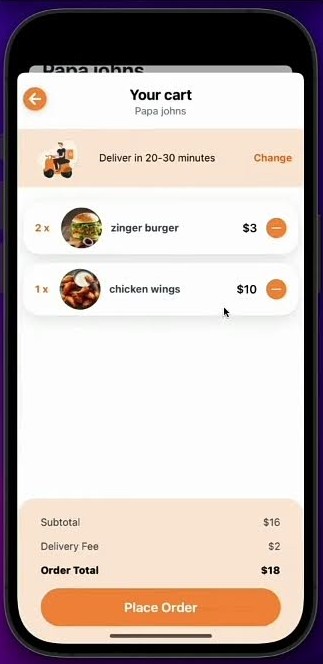 Papa johns
Your cart
Papa johns
Deliver in 20-30 minutes Change
2 x zinger burger $3
1 x chicken wings $10
Subtotal $16
Delivery Fee $2
Order Total $18
Place Order